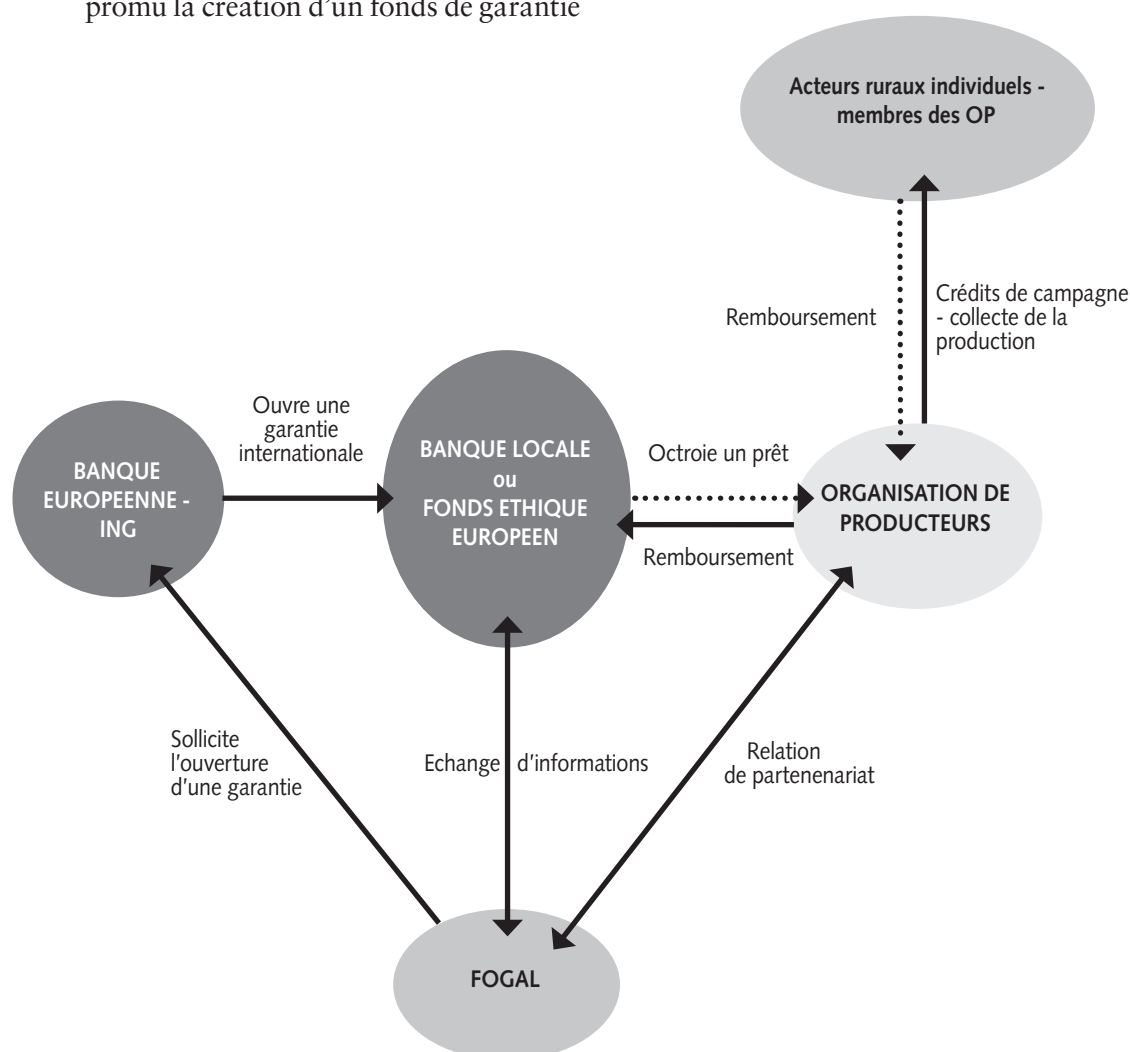 promu la création d'un fonds de garantie
Acteurs ruraux individuels -
membres des OP
Remboursement
Crédits de campagne
- collecte de la
production
Ouvre une
garantie
internationale
BANQUE
EUROPEENNE -
ING
BANQUE LOCALE
ou
FONDS ETHIQUE
EUROPEEN
Octroie un prêt
Remboursement
ORGANISATION DE
PRODUCTEURS
Sollicite
l'ouverture
d'une garantie
Echange d'informations
Relation
de partenenariat
FOGAL